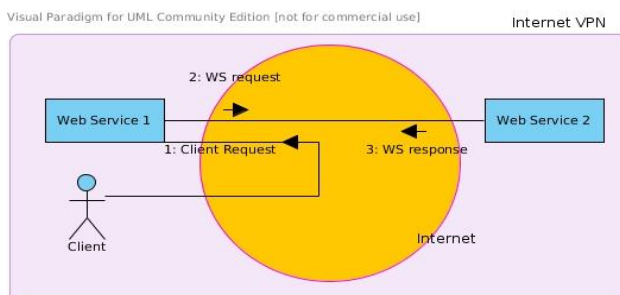 Visual Paradigm for UML Community Edition [not for commercial use]
Internet VPN
2: WS request
Web Service 1
Web Service 2
1: Client Request
3: WS response
Internet
Client